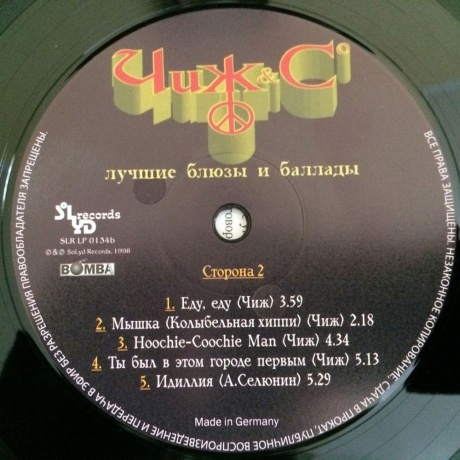 Чиж & Cº
лучшие блюзы и баллады
SoLYD records
SLR LP 0134b
℗ & © SoLyd Records, 1998
BOMBA
говор
Сторона 2
1. Еду, еду (Чиж) 3.59
2. Мышка (Колыбельная хиппи) (Чиж) 2.18
3. Hoochie-Coochie Man (Чиж) 4.34
4. Ты был в этом городе первым (Чиж) 5.13
5. Идиллия (А.Селюнин) 5.29
Made in Germany
ВСЕ ПРАВА ЗАЩИЩЕНЫ. НЕЗАКОННОЕ КОПИРОВАНИЕ, СДАЧА В ПРОКАТ, ПУБЛИЧНОЕ ВОСПРОИЗВЕДЕНИЕ И ПЕРЕДАЧА В ЭФИР БЕЗ РАЗРЕШЕНИЯ ПРАВООБЛАДАТЕЛЯ ЗАПРЕЩЕНЫ.